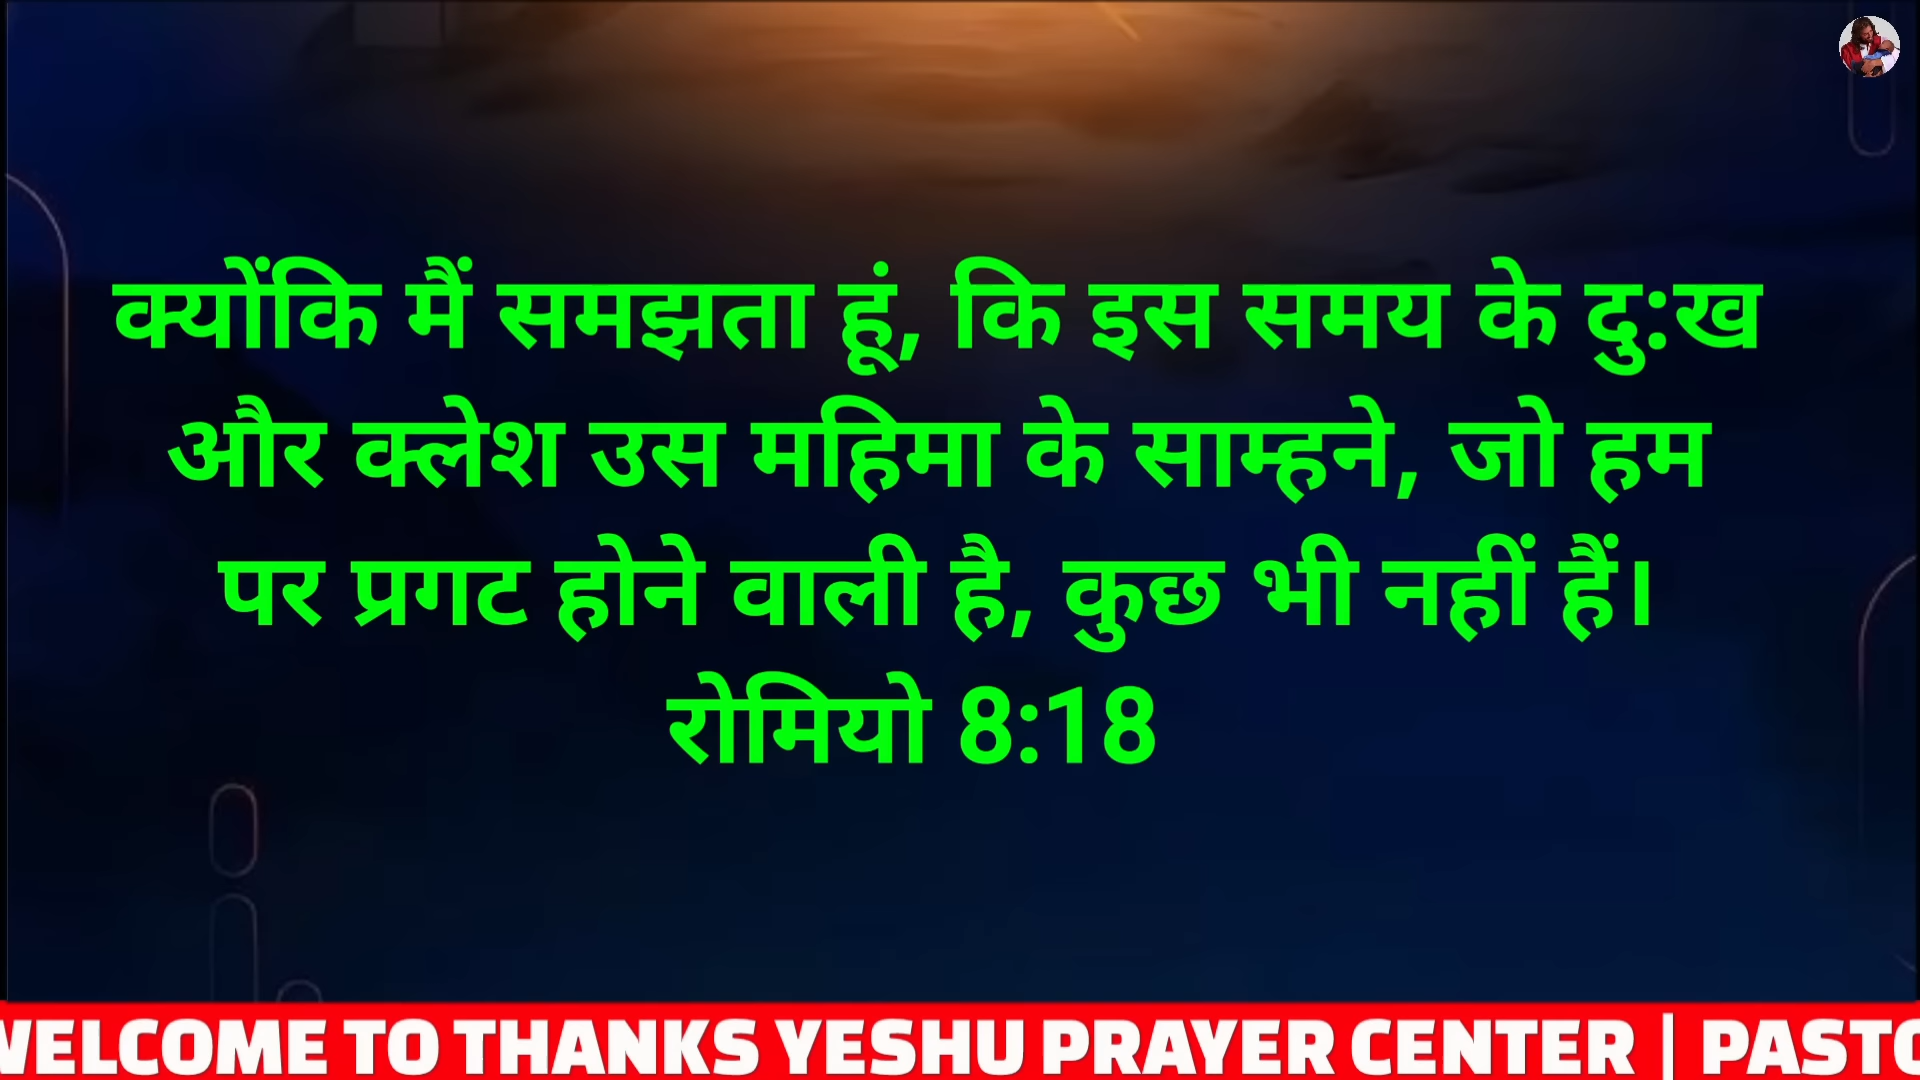 क्योंकि मैं समझता हूं, कि इस समय के दु:ख
और क्लेश उस महिमा के साम्हने, जो हम
पर प्रगट होने वाली है, कुछ भी नहीं हैं।
रोमियो 8:18
WELCOME TO THANKS YESHU PRAYER CENTER |